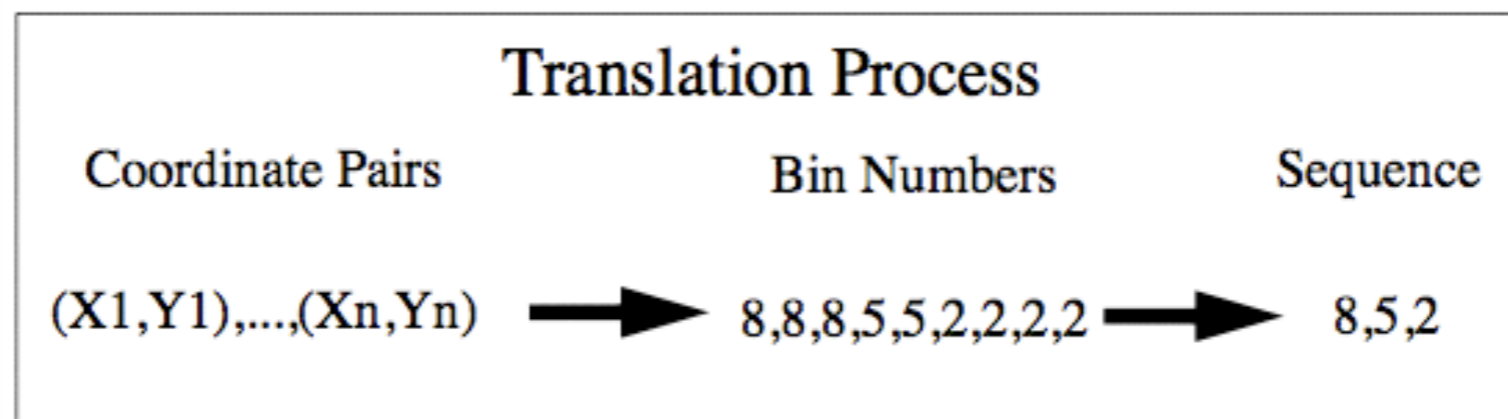 Translation Process
Coordinate Pairs Bin Numbers Sequence
(X1,Y1),...,(Xn,Yn) 8,8,8,5,5,2,2,2,2 8,5,2